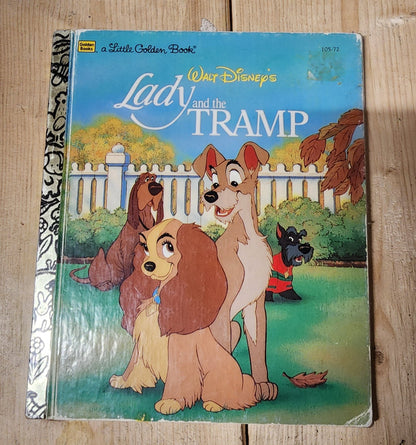 Golden
Books
a Little Golden Book®
105-72
Walt Disney's
Lady
and the
TRAMP